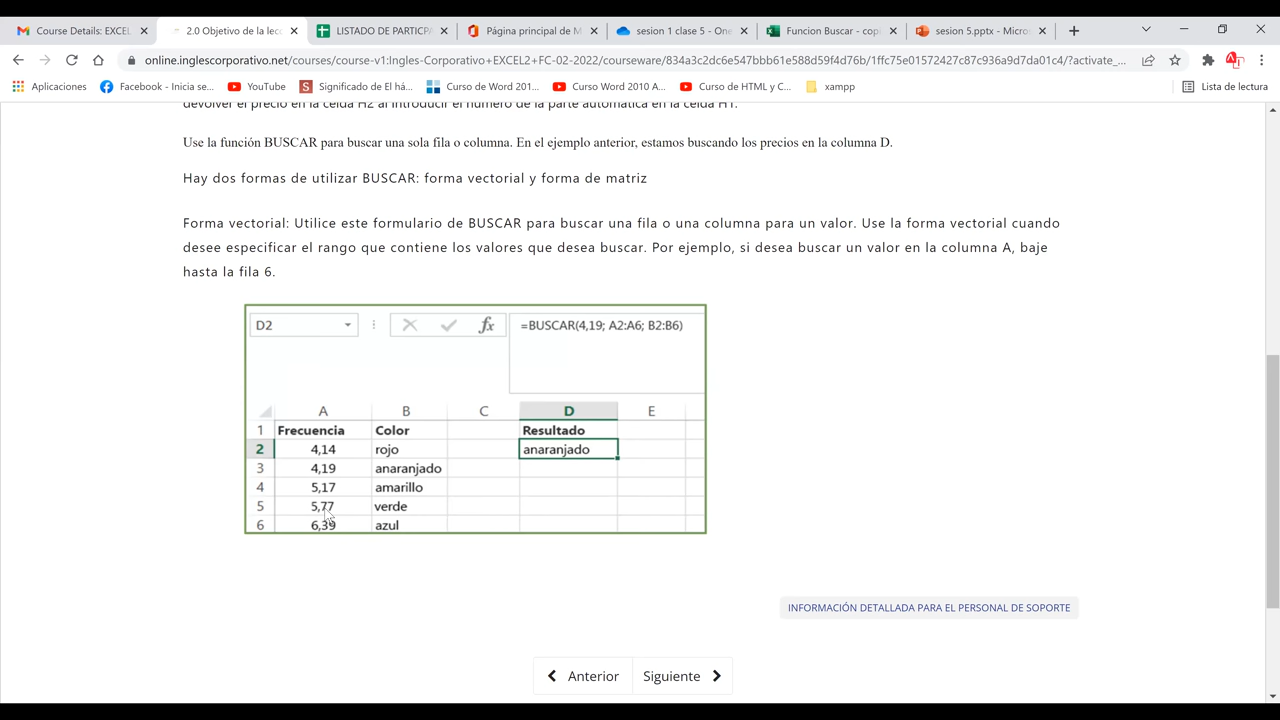 Course Details: EXCEL
2.0 Objetivo de la lecc
LISTADO DE PARTICPA
Página principal de M
sesion 1 clase 5 - One
Funcion Buscar - copi
sesion 5.pptx - Micros
online.inglescorporativo.net/courses/course-v1:Ingles-Corporativo+EXCEL2+CC-02-2022/courseware/834a3c2dc6e547bbb61e588d59f4d76b/1ffc75e01572427c87c936a9d7da01c4/?activate_...
Aplicaciones
Facebook - Inicia se...
YouTube
Significado de El há...
Curso de Word 201...
Curso Word 2010 A...
Curso de HTML y C...
xampp
Lista de lectura
devolver el precio en la celda H2 al introducir el número de la parte automática en la celda H1.
Use la función BUSCAR para buscar una sola fila o columna. En el ejemplo anterior, estamos buscando los precios en la columna D.
Hay dos formas de utilizar BUSCAR: forma vectorial y forma de matriz
Forma vectorial: Utilice este formulario de BUSCAR para buscar una fila o una columna para un valor. Use la forma vectorial cuando
desee especificar el rango que contiene los valores que desea buscar. Por ejemplo, si desea buscar un valor en la columna A, baje
hasta la fila 6.
D2 fx =BUSCAR(4,19; A2:A6; B2:B6)
A B C D E
1 Frecuencia Color Resultado
2 4,14 rojo anaranjado
3 4,19 anaranjado
4 5,17 amarillo
5 5,77 verde
6 6,39 azul
INFORMACIÓN DETALLADA PARA EL PERSONAL DE SOPORTE
Anterior Siguiente